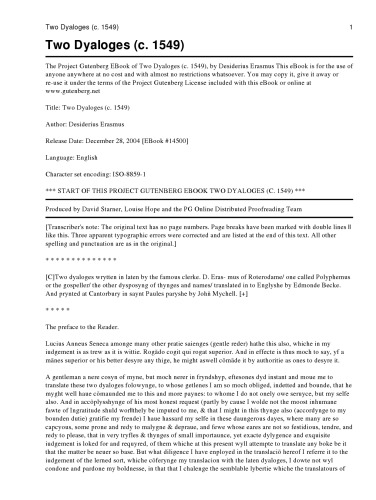 Two Dyaloges (c. 1549) 1
Two Dyaloges (c. 1549)
The Project Gutenberg EBook of Two Dyaloges (c. 1549), by Desiderius Erasmus This eBook is for the use of
anyone anywhere at no cost and with almost no restrictions whatsoever. You may copy it, give it away or
re-use it under the terms of the Project Gutenberg License included with this eBook or online at
www.gutenberg.net
Title: Two Dyaloges (c. 1549)
Author: Desiderius Erasmus
Release Date: December 28, 2004 [EBook #14500]
Language: English
Character set encoding: ISO-8859-1
*** START OF THIS PROJECT GUTENBERG EBOOK TWO DYALOGES (C. 1549) ***
Produced by David Starner, Louise Hope and the PG Online Distributed Proofreading Team
[Transcriber's note: The original text has no page numbers. Page breaks have been marked with double lines ||
like this. Three apparent typographic errors were corrected and are listed at the end of this text. All other
spelling and punctuation are as in the original.]
* * * * * * * * * * * * * *
[C]Two dyaloges wrytten in laten by the famous clerke. D. Eras- mus of Roterodame/ one called Polyphemus
or the gospeller/ the other dysposyng of thynges and names/ translated in to Englyshe by Edmonde Becke.
And prynted at Cantorbury in saynt Paules paryshe by Johñ Mychell. [+]
* * * * *
The preface to the Reader.
Lucius Anneus Seneca amonge many other pratie saienges (gentle reder) hathe this also, whiche in my
iudgement is as trew as it is wittie. Rogãdo cogit qui rogat superior. And in effecte is thus moch to say, yf a
mãnes superior or his better desyre any thige, he might aswell cõmãde it by authoritie as ones to desyre it.
A gentleman a nere cosyn of myne, but moch nerer in fryndshyp, eftesones dyd instant and moue me to
translate these two dyaloges folowynge, to whose getlenes I am so moch obliged, indetted and bounde, that he
myght well haue cõmaunded me to this and more paynes: to whome I do not onely owe seruyce, but my selfe
also. And in accõplysshynge of his most honest request (partly by cause I wolde not the moost inhumane
fawte of Ingratitude shuld worthely be imputed to me, & that I might in this thynge also (accordynge to my
bounden dutie) gratifie my frende) I haue hassard my selfe in these daungerous dayes, where many are so
capcyous, some prone and redy to malygne & depraue, and fewe whose eares are not so festidious, tendre, and
redy to please, that in very tryfles & thynges of small importaunce, yet exacte dylygence and exquisite
iudgement is loked for and requyred, of them whiche at this present wyll attempte to translate any boke be it
that the matter be neuer so base. But what diligence I have employed in the translaciõ hereof I referre it to the
iudgement of the lerned sort, whiche cõferynge my translacion with the laten dyaloges, I dowte not wyl
condone and pardone my boldnesse, in that that I chalenge the semblable lybertie whiche the translatours of